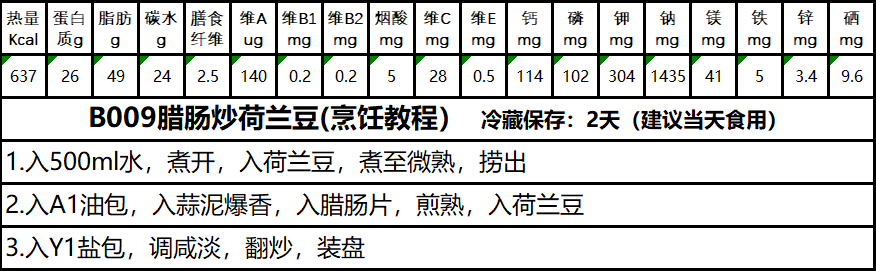 热量 蛋白 脂肪 碳水 膳食 维A 维B1 维B2 烟酸 维C 维E 钙 磷 钾 钠 镁 铁 锌 硒
Kcal 质g g g 纤维 ug mg mg mg mg mg mg mg mg mg mg mg mg mg
637 26 49 24 2.5 140 0.2 0.2 5 28 0.5 114 102 304 1435 41 5 3.4 9.6
B009腊肠炒荷兰豆(烹饪教程） 冷藏保存：2天（建议当天食用）
1.入500ml水，煮开，入荷兰豆，煮至微熟，捞出
2.入A1油包，入蒜泥爆香，入腊肠片，煎熟，入荷兰豆
3.入Y1盐包，调咸淡，翻炒，装盘